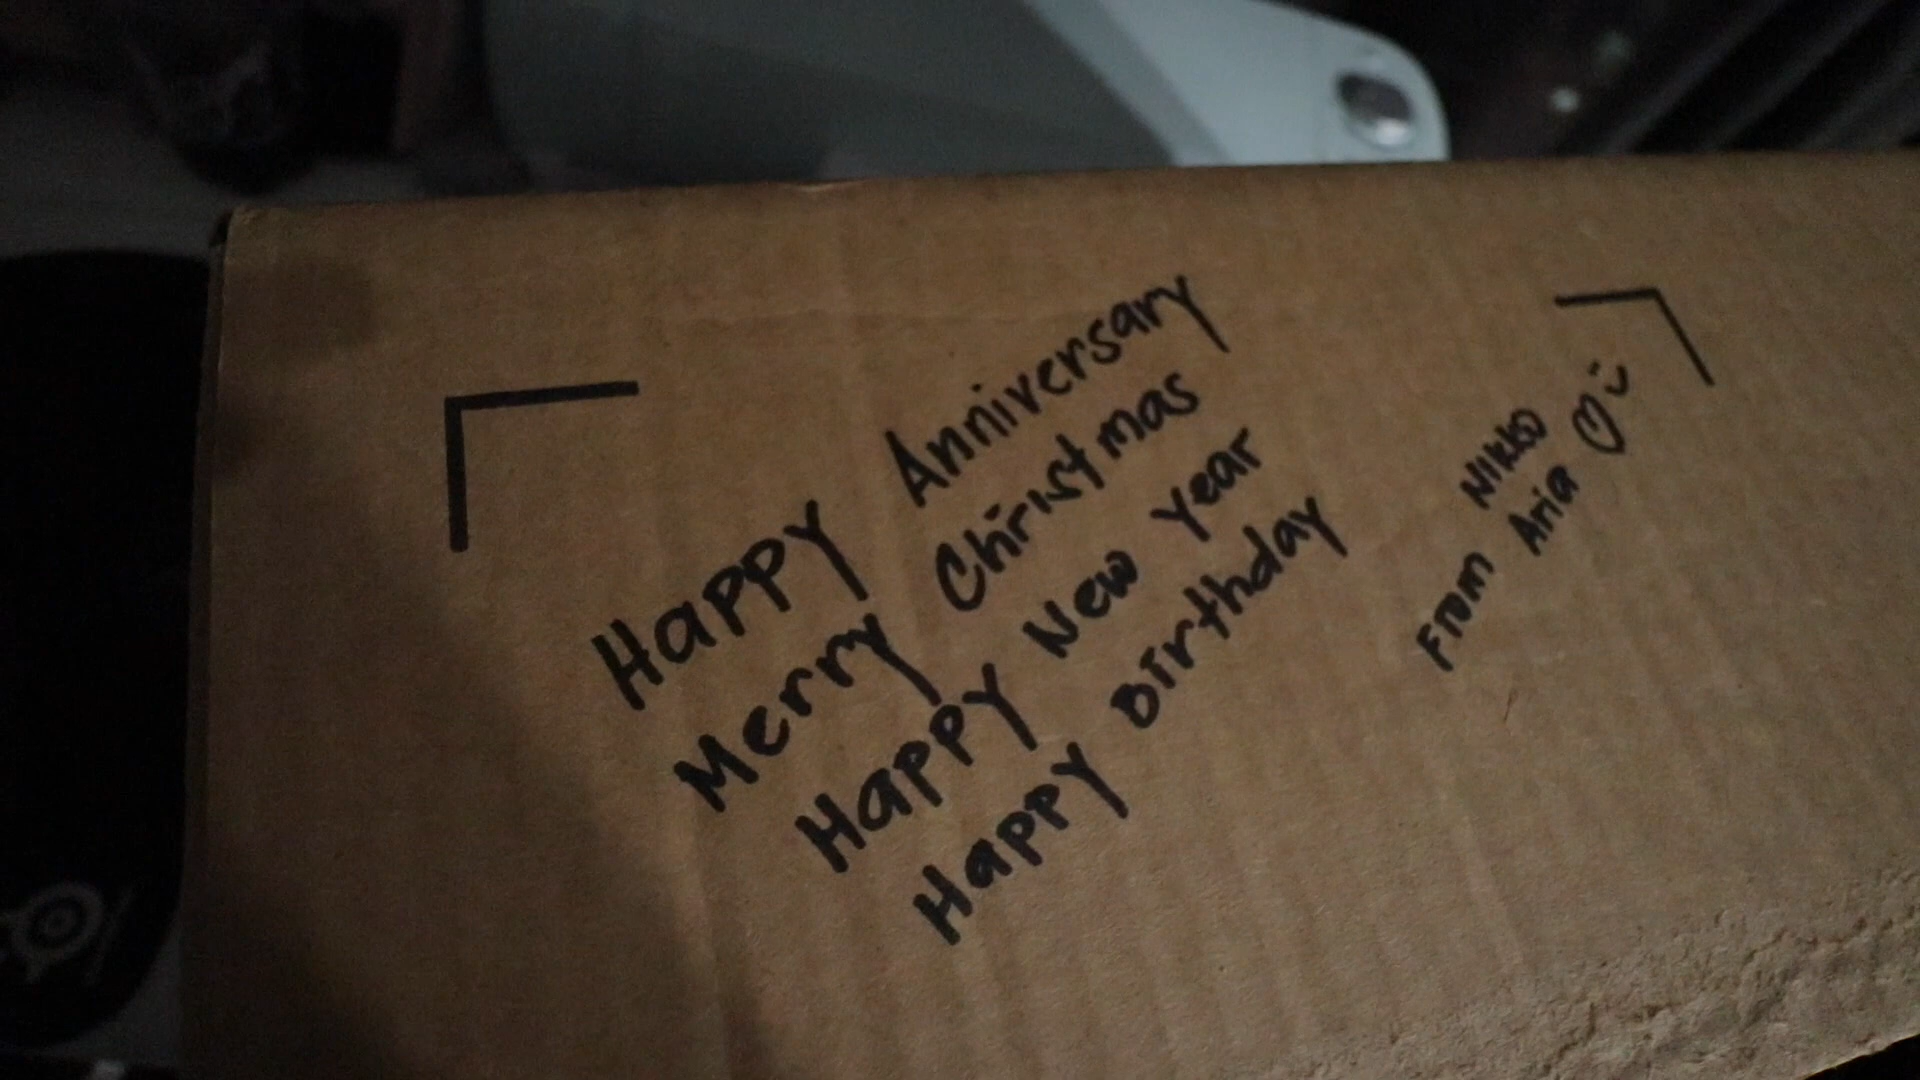 Happy Anniversary
Merry Christmas
Happy New Year
Happy Birthday
Nikko
From Aria